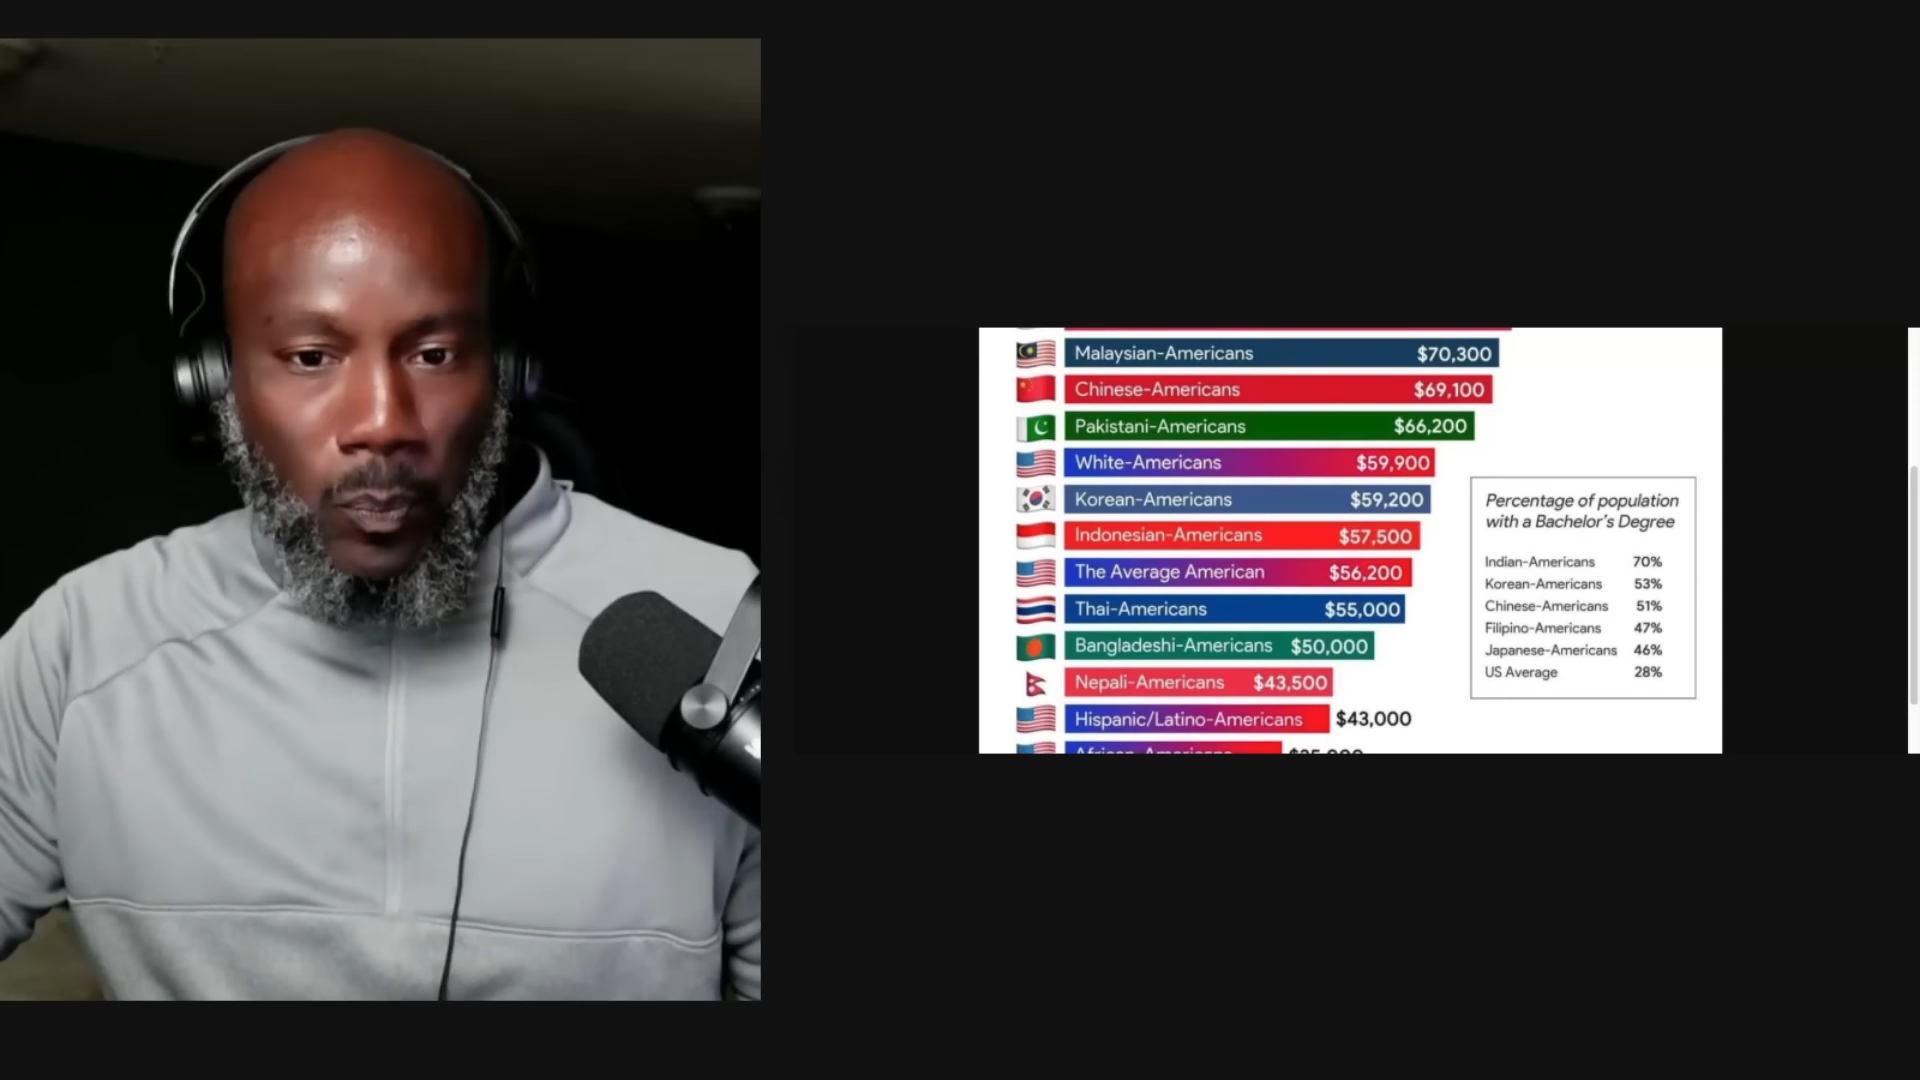 Malaysian-Americans $70,300
Chinese-Americans $69,100
Pakistani-Americans $66,200
White-Americans $59,900
Korean-Americans $59,200
Indonesian-Americans $57,500
The Average American $56,200
Thai-Americans $55,000
Bangladeshi-Americans $50,000
Nepali-Americans $43,500
Hispanic/Latino-Americans $43,000
African-Americans
Percentage of population
with a Bachelor's Degree
Indian-Americans 70%
Korean-Americans 53%
Chinese-Americans 51%
Filipino-Americans 47%
Japanese-Americans 46%
US Average 28%